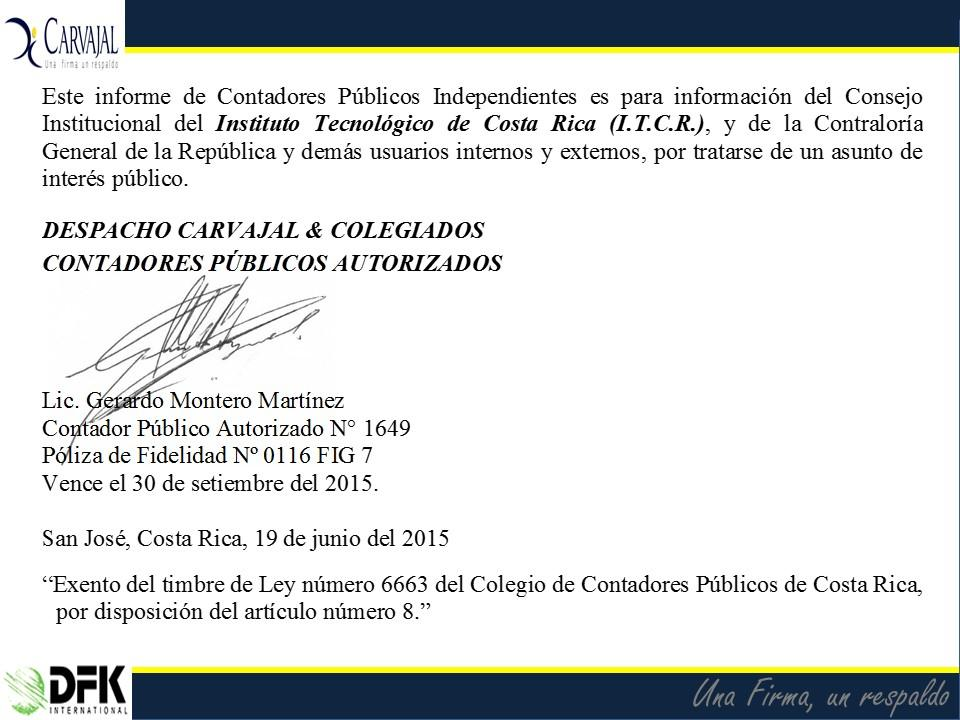 CARVAJAL
Una firma un respaldo
Este informe de Contadores Públicos Independientes es para información del Consejo
Institucional del Instituto Tecnológico de Costa Rica (I.T.C.R.), y de la Contraloría
General de la República y demás usuarios internos y externos, por tratarse de un asunto de
interés público.
DESPACHO CARVAJAL & COLEGIADOS
CONTADORES PÚBLICOS AUTORIZADOS
Lic. Gerardo Montero Martínez
Contador Público Autorizado N° 1649
Póliza de Fidelidad Nº 0116 FIG 7
Vence el 30 de setiembre del 2015.
San José, Costa Rica, 19 de junio del 2015
“Exento del timbre de Ley número 6663 del Colegio de Contadores Públicos de Costa Rica,
por disposición del artículo número 8.”
DFK
INTERNATIONAL
Una Firma, un respaldo